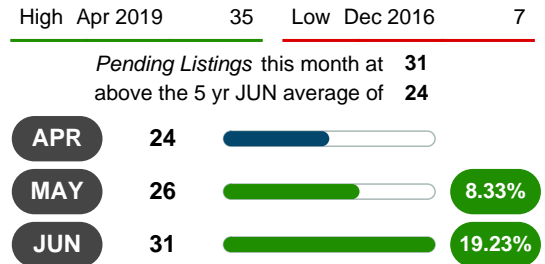 High Apr 2019 35 Low Dec 2016 7
Pending Listings this month at 31
above the 5 yr JUN average of 24
APR 24
MAY 26 8.33%
JUN 31 19.23%